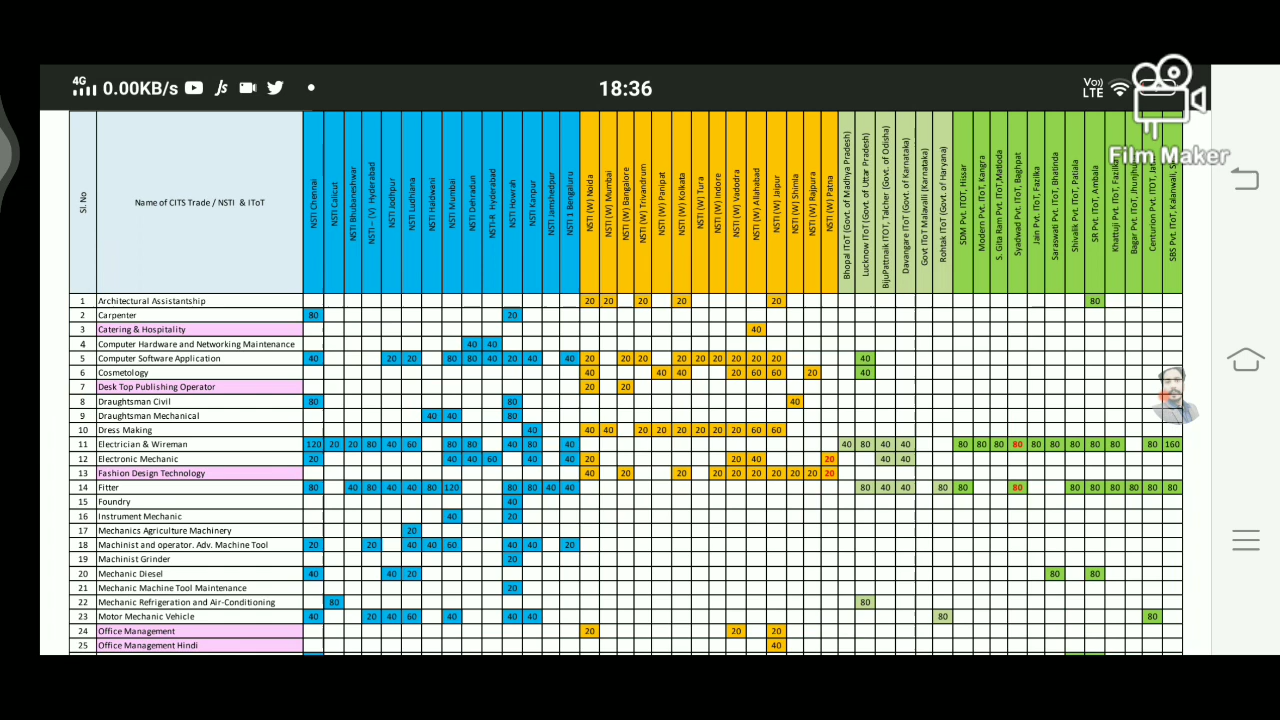 4G 0.00KB/s 18:36 Vo)) LTE
Film Maker
Sl. No Name of CITS Trade / NSTI & IToT NSTI Chennai NSTI Calicut NSTI Bhubaneshwar NSTI – (V) Hyderabad NSTI Jodhpur NSTI Ludhiana NSTI Haldwani NSTI Mumbai NSTI Dehradun NSTI-R Hyderabad NSTI Howrah NSTI Kanpur NSTI Jamshedpur NSTI 1 Bengaluru NSTI (W) Noida NSTI (W) Mumbai NSTI (W) Bangalore NSTI (W) Trivandrum NSTI (W) Panipat NSTI (W) Kolkata NSTI (W) Tura NSTI (W) Indore NSTI (W) Vadodra NSTI (W) Allahabad NSTI (W) Jaipur NSTI (W) Shimla NSTI (W) Rajpura NSTI (W) Patna Bhopal IToT (Govt. of Madhya Pradesh) Lucknow IToT (Govt. of Uttar Pradesh) BijuPattnaik ITOT, Talcher (Govt. of Odisha) Davangare IToT (Govt. of Karnataka) Govt IToT Malavalli (Karnataka) Rohtak IToT (Govt. of Haryana) SDM Pvt. IToT, Hissar Modern Pvt. IToT, Kangra S. Gita Ram Pvt. IToT,Matloda Syadwad Pvt. IToT, Baghpat Jain Pvt. IToT, Fazilka Saraswati Pvt. IToT, Bhatinda Shivalik Pvt. IToT, Patiala SR Pvt. IToT, Ambala Khattuji Pvt. IToT, Fazilka Bagar Pvt. IToT, Centurion Pvt. ITOT, SBS Pvt. ITOT, Kalanwali,
1 Architectural Assistantship 20 20 20 20 20 80
2 Carpenter 80 20
3 Catering & Hospitality 40
4 Computer Hardware and Networking Maintenance 40 40
5 Computer Software Application 40 20 20 80 80 40 20 40 40 20 20 20 20 20 20 20 20 20 40
6 Cosmetology 40 40 40 20 60 60 20 40
7 Desk Top Publishing Operator 20 20
8 Draughtsman Civil 80 80 40
9 Draughtsman Mechanical 40 40 80
10 Dress Making 40 40 40 20 20 20 20 20 20 60 60
11 Electrician & Wireman 120 20 20 80 40 60 80 80 40 80 40 40 80 40 40 80 80 80 80 80 80 80 80 80 80 160
12 Electronic Mechanic 20 40 40 60 40 40 20 20 40 20 40 40
13 Fashion Design Technology 40 20 20 20 20 20 20 20 20 20
14 Fitter 80 40 80 40 40 80 120 80 80 40 40 80 40 40 80 80 80 80 80 80 80 80 80
15 Foundry 40
16 Instrument Mechanic 40 20
17 Mechanics Agriculture Machinery 20
18 Machinist and operator. Adv. Machine Tool 20 20 40 40 60 40 40 20
19 Machinist Grinder 20
20 Mechanic Diesel 40 40 20 80 80
21 Mechanic Machine Tool Maintenance 20
22 Mechanic Refrigeration and Air-Conditioning 80 80
23 Motor Mechanic Vehicle 40 20 40 60 40 40 40 80 80
24 Office Management 20 20 20
25 Office Management Hindi 40